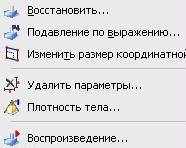 Восстановить...
Подавление по выражению...
Изменить размер координатной
Удалить параметры...
Плотность тела...
Воспроизведение...